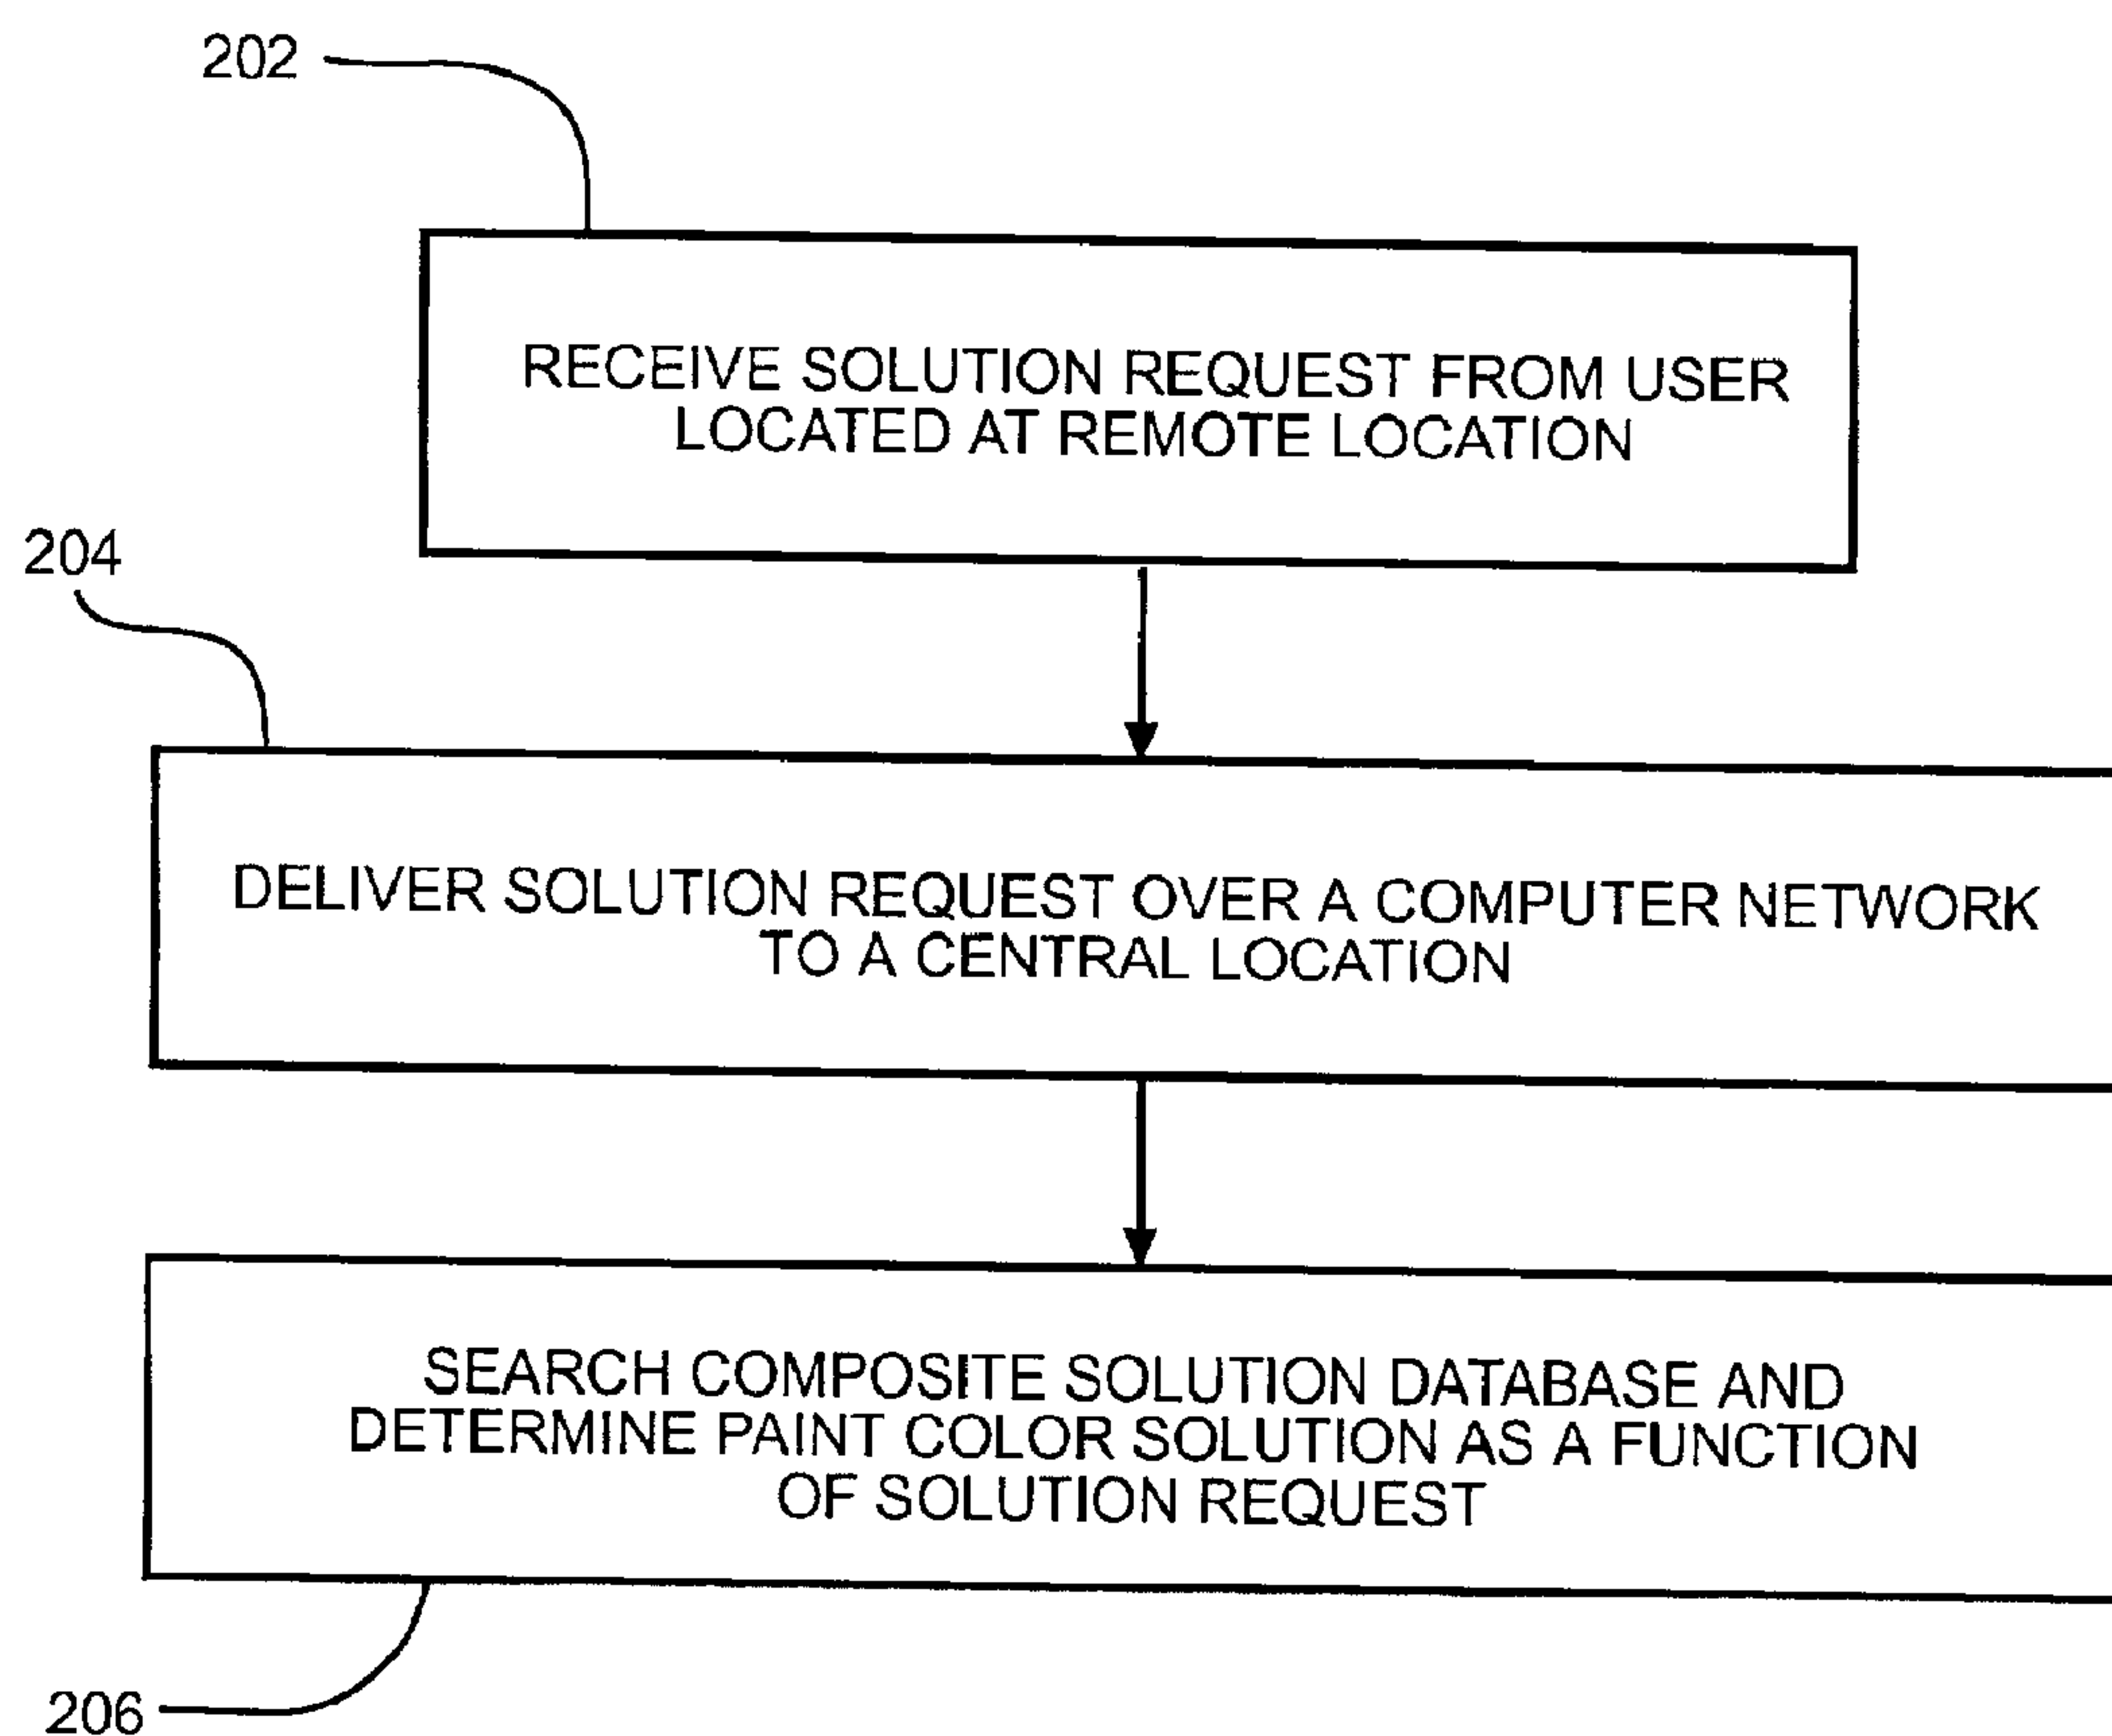 202
RECEIVE SOLUTION REQUEST FROM USER
LOCATED AT REMOTE LOCATION
204
DELIVER SOLUTION REQUEST OVER A COMPUTER NETWORK
TO A CENTRAL LOCATION
SEARCH COMPOSITE SOLUTION DATABASE AND
DETERMINE PAINT COLOR SOLUTION AS A FUNCTION
OF SOLUTION REQUEST
206